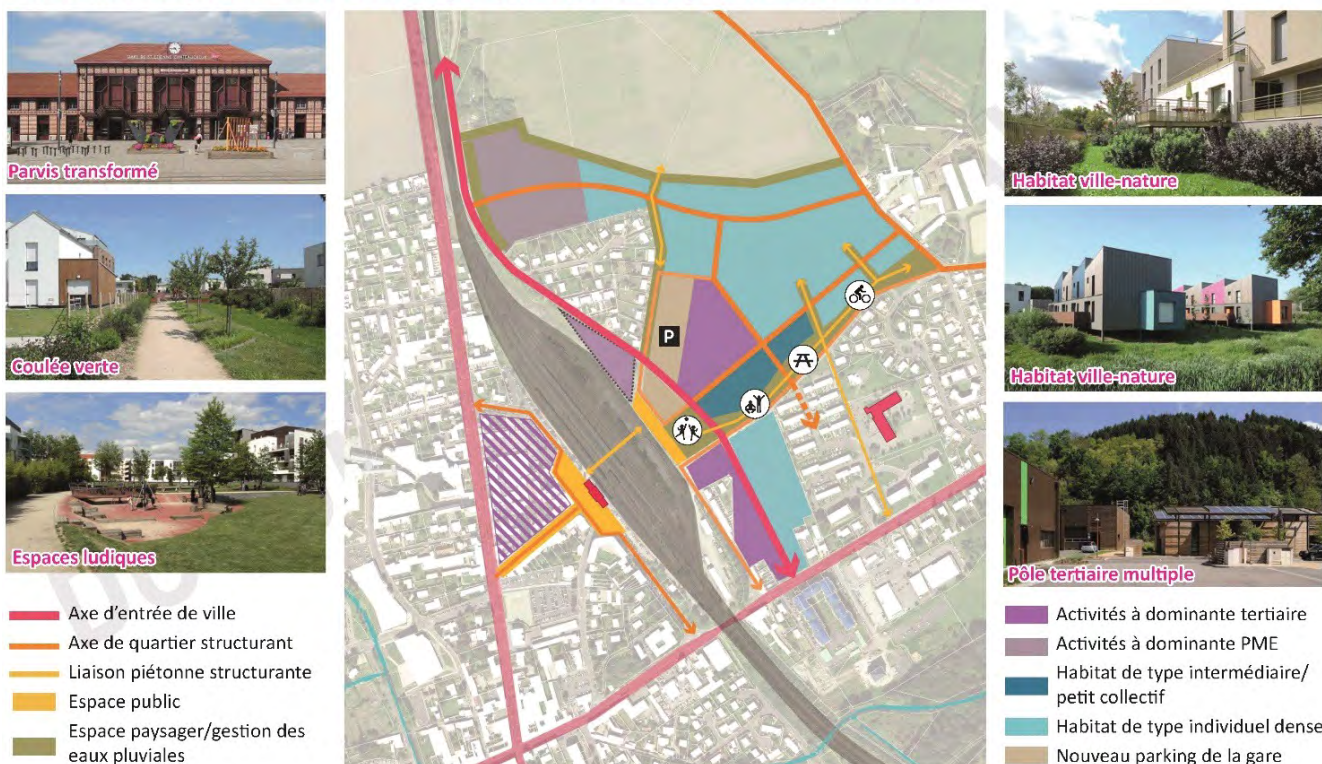 Parvis transformé
Coulée verte
Espaces ludiques
Axe d'entrée de ville
Axe de quartier structurant
Liaison piétonne structurante
Espace public
Espace paysager/gestion des
eaux pluviales
P
Habitat ville-nature
Habitat ville-nature
Pôle tertiaire multiple
Activités à dominante tertiaire
Activités à dominante PME
Habitat de type intermédiaire/
petit collectif
Habitat de type individuel dense
Nouveau parking de la gare